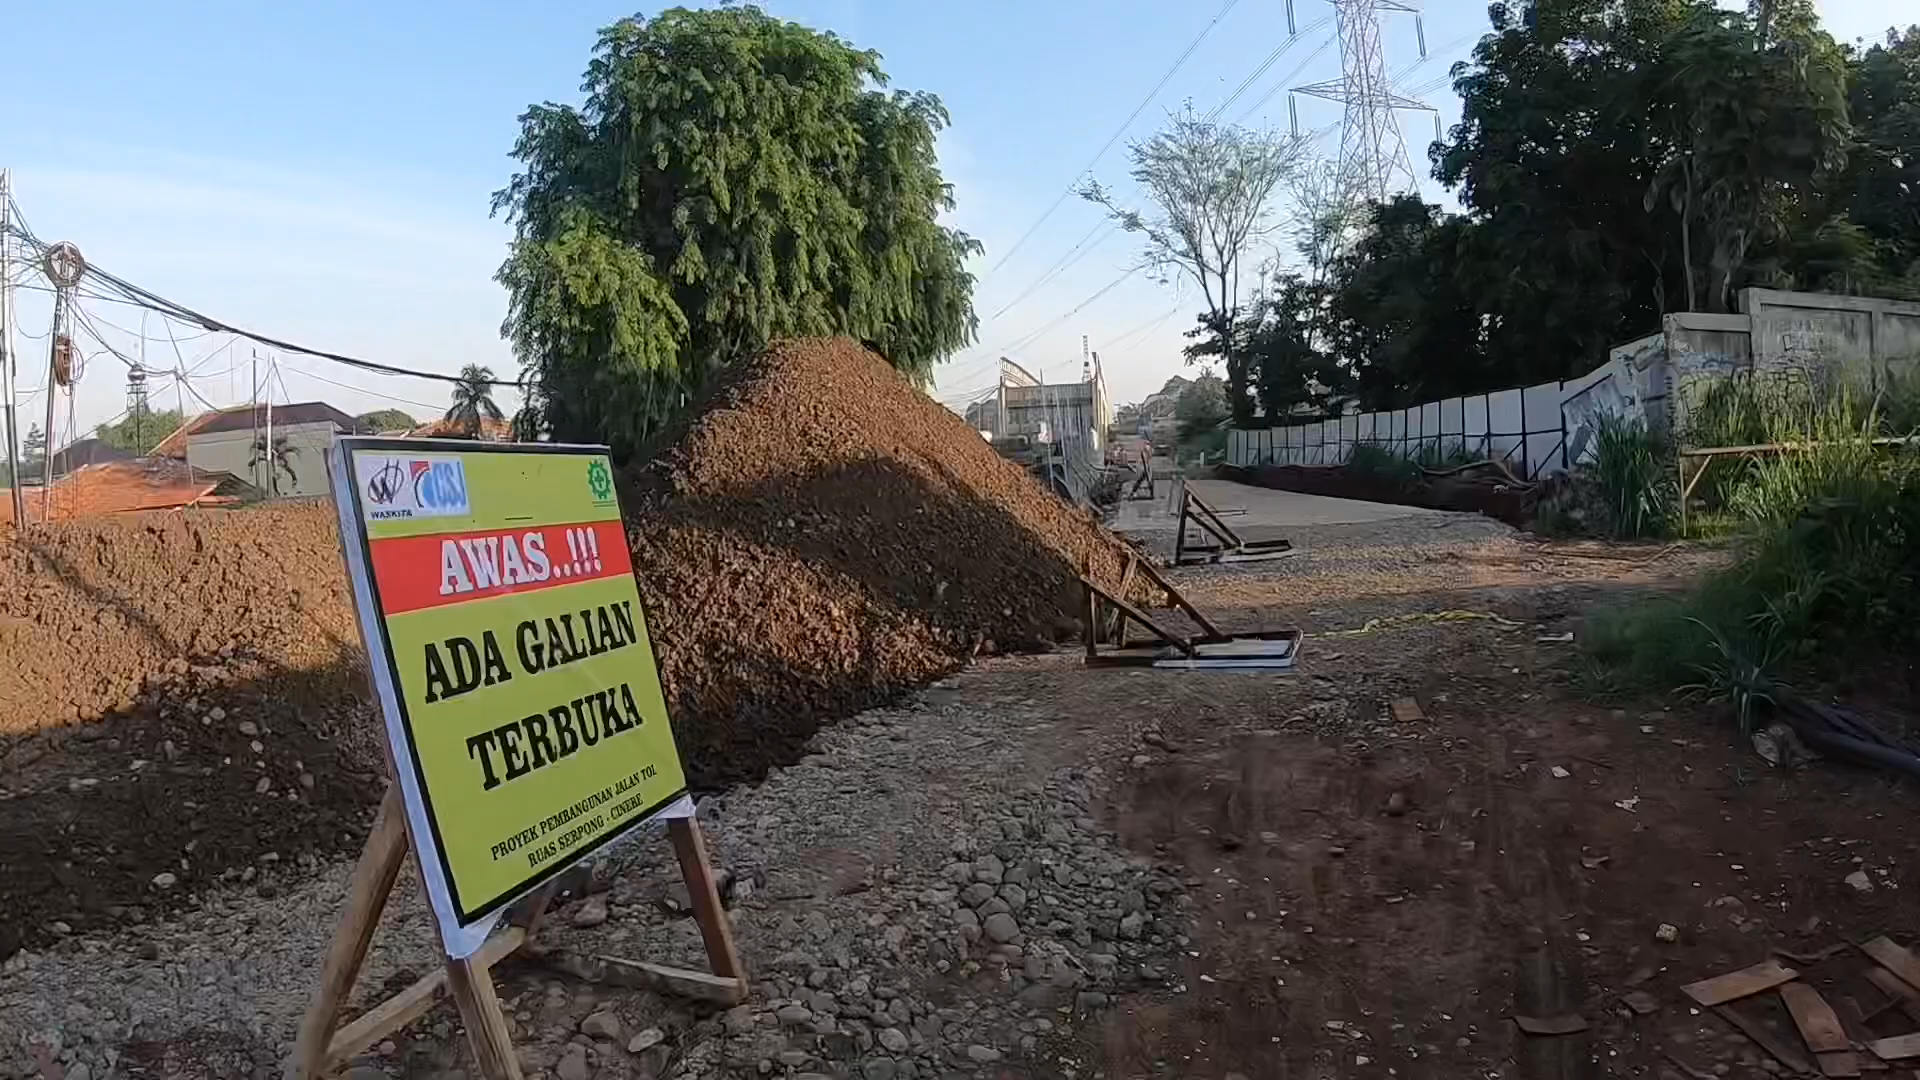 WASKITA
CSJ
AWAS..!!!
ADA GALIAN
TERBUKA
PROYEK PEMBANGUNAN JALAN TOL
RUAS SERPONG - CINERE